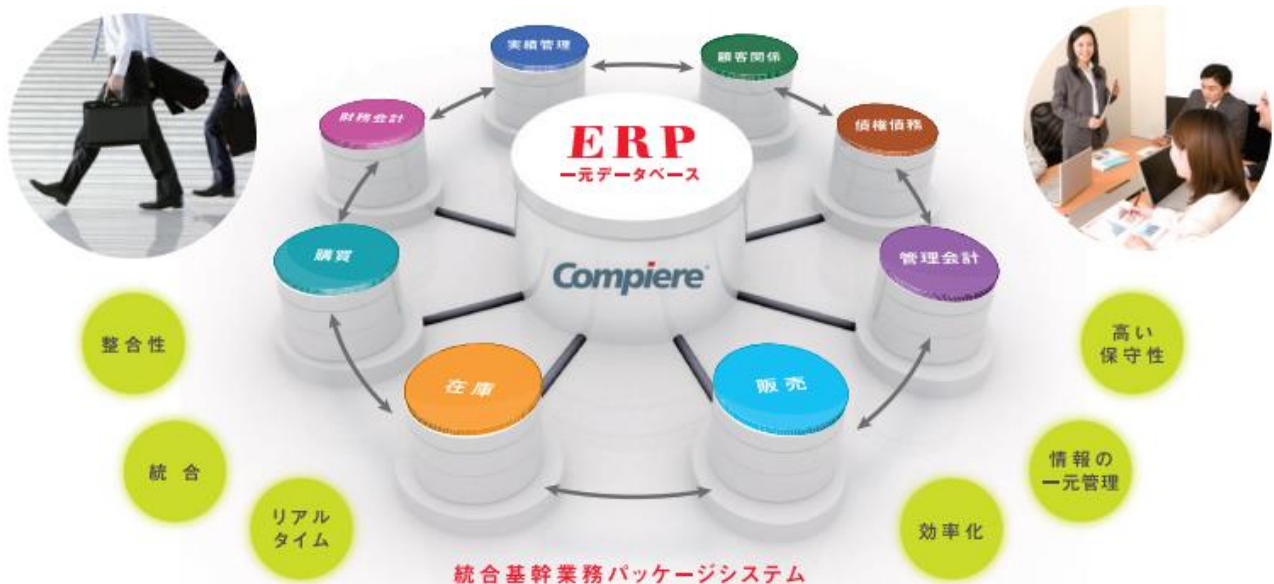 実績管理
顧客関係
財務会計
債権債務
ERP
一元データベース
購買
管理会計
Compiere
整合性
高い
保守性
在庫
販売
統合
情報の
一元管理
リアル
タイム
効率化
統合基幹業務パッケージシステム